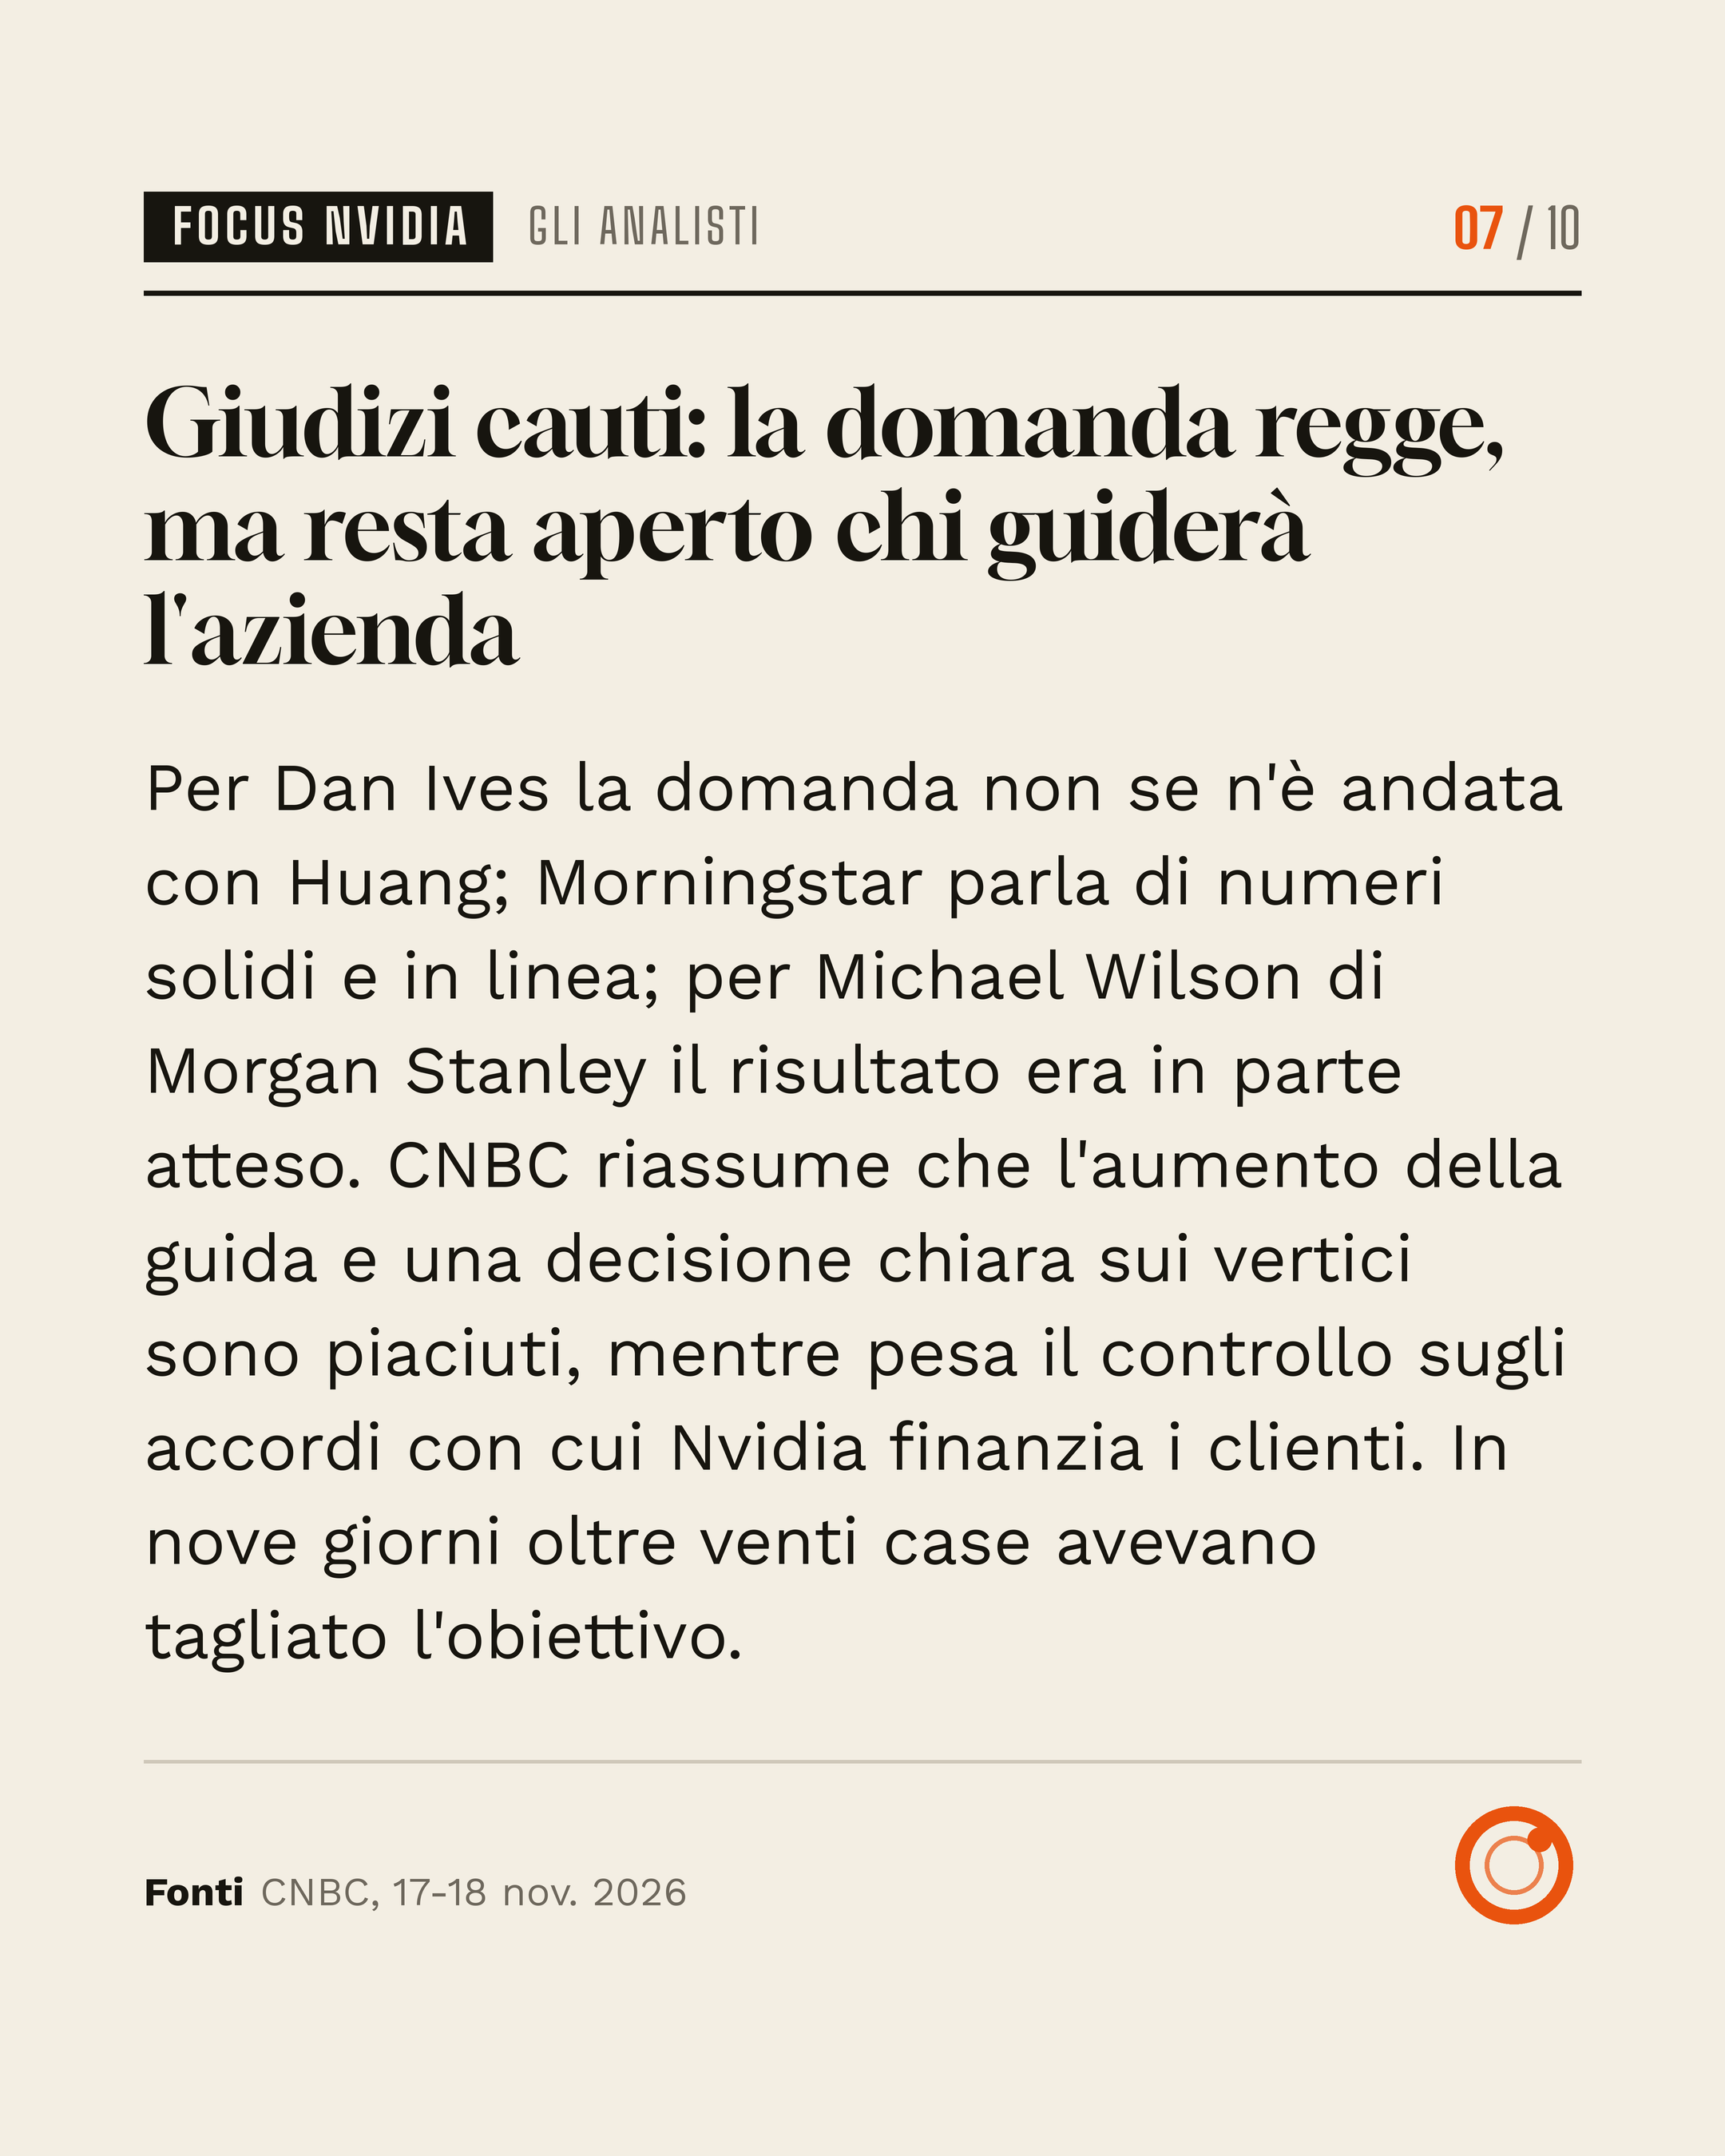 FOCUS NVIDIA GLI ANALISTI 07 / 10
Giudizi cauti: la domanda regge,
ma resta aperto chi guiderà
l'azienda
Per Dan Ives la domanda non se n'è andata
con Huang; Morningstar parla di numeri
solidi e in linea; per Michael Wilson di
Morgan Stanley il risultato era in parte
atteso. CNBC riassume che l'aumento della
guida e una decisione chiara sui vertici
sono piaciuti, mentre pesa il controllo sugli
accordi con cui Nvidia finanzia i clienti. In
nove giorni oltre venti case avevano
tagliato l'obiettivo.
Fonti CNBC, 17-18 nov. 2026